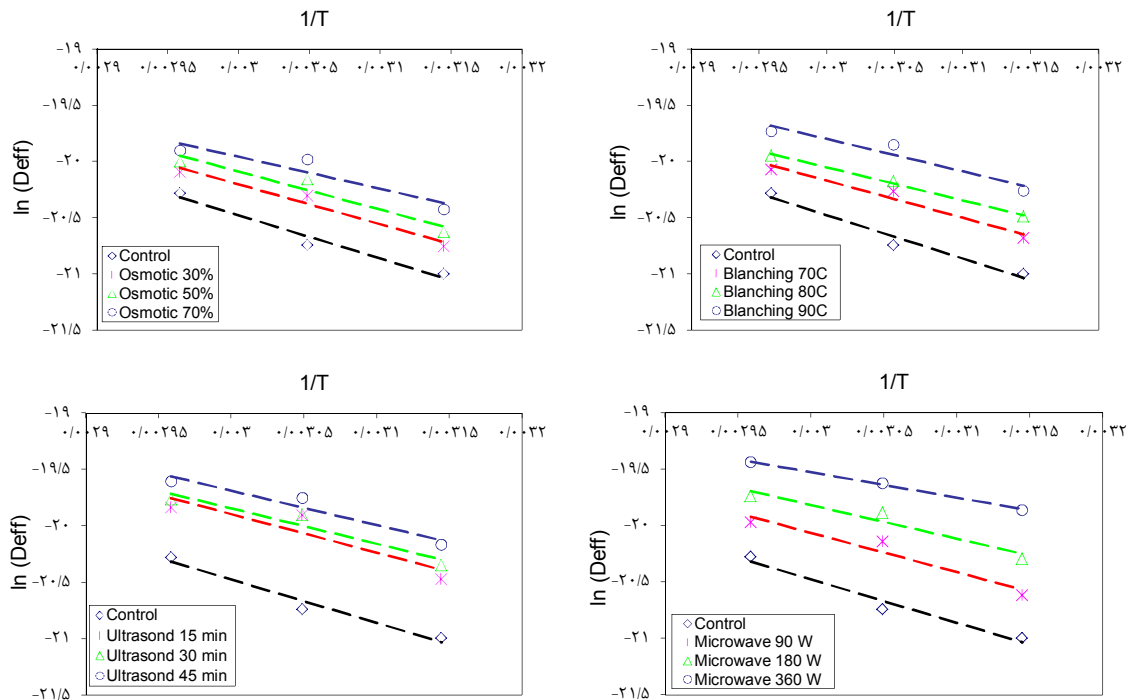 1/T
-۱۹
۰/۰۰۲۹ ۰/۰۰۲۹۵ ۰/۰۰۳ ۰/۰۰۳۰۵ ۰/۰۰۳۱ ۰/۰۰۳۱۵ ۰/۰۰۳۲
-۱۹/۵
-۲۰
-۲۰/۵
-۲۱
-۲۱/۵
ln (Deff)
Control
Osmotic 30%
Osmotic 50%
Osmotic 70%
1/T
-۱۹
۰/۰۰۲۹ ۰/۰۰۲۹۵ ۰/۰۰۳ ۰/۰۰۳۰۵ ۰/۰۰۳۱ ۰/۰۰۳۱۵ ۰/۰۰۳۲
-۱۹/۵
-۲۰
-۲۰/۵
-۲۱
-۲۱/۵
ln (Deff)
Control
Blanching 70C
Blanching 80C
Blanching 90C
1/T
-۱۹
۰/۰۰۲۹ ۰/۰۰۲۹۵ ۰/۰۰۳ ۰/۰۰۳۰۵ ۰/۰۰۳۱ ۰/۰۰۳۱۵ ۰/۰۰۳۲
-۱۹/۵
-۲۰
-۲۰/۵
-۲۱
-۲۱/۵
ln (Deff)
Control
Ultrasond 15 min
Ultrasond 30 min
Ultrasond 45 min
1/T
-۱۹
۰/۰۰۲۹ ۰/۰۰۲۹۵ ۰/۰۰۳ ۰/۰۰۳۰۵ ۰/۰۰۳۱ ۰/۰۰۳۱۵ ۰/۰۰۳۲
-۱۹/۵
-۲۰
-۲۰/۵
-۲۱
-۲۱/۵
ln (Deff)
Control
Microwave 90 W
Microwave 180 W
Microwave 360 W